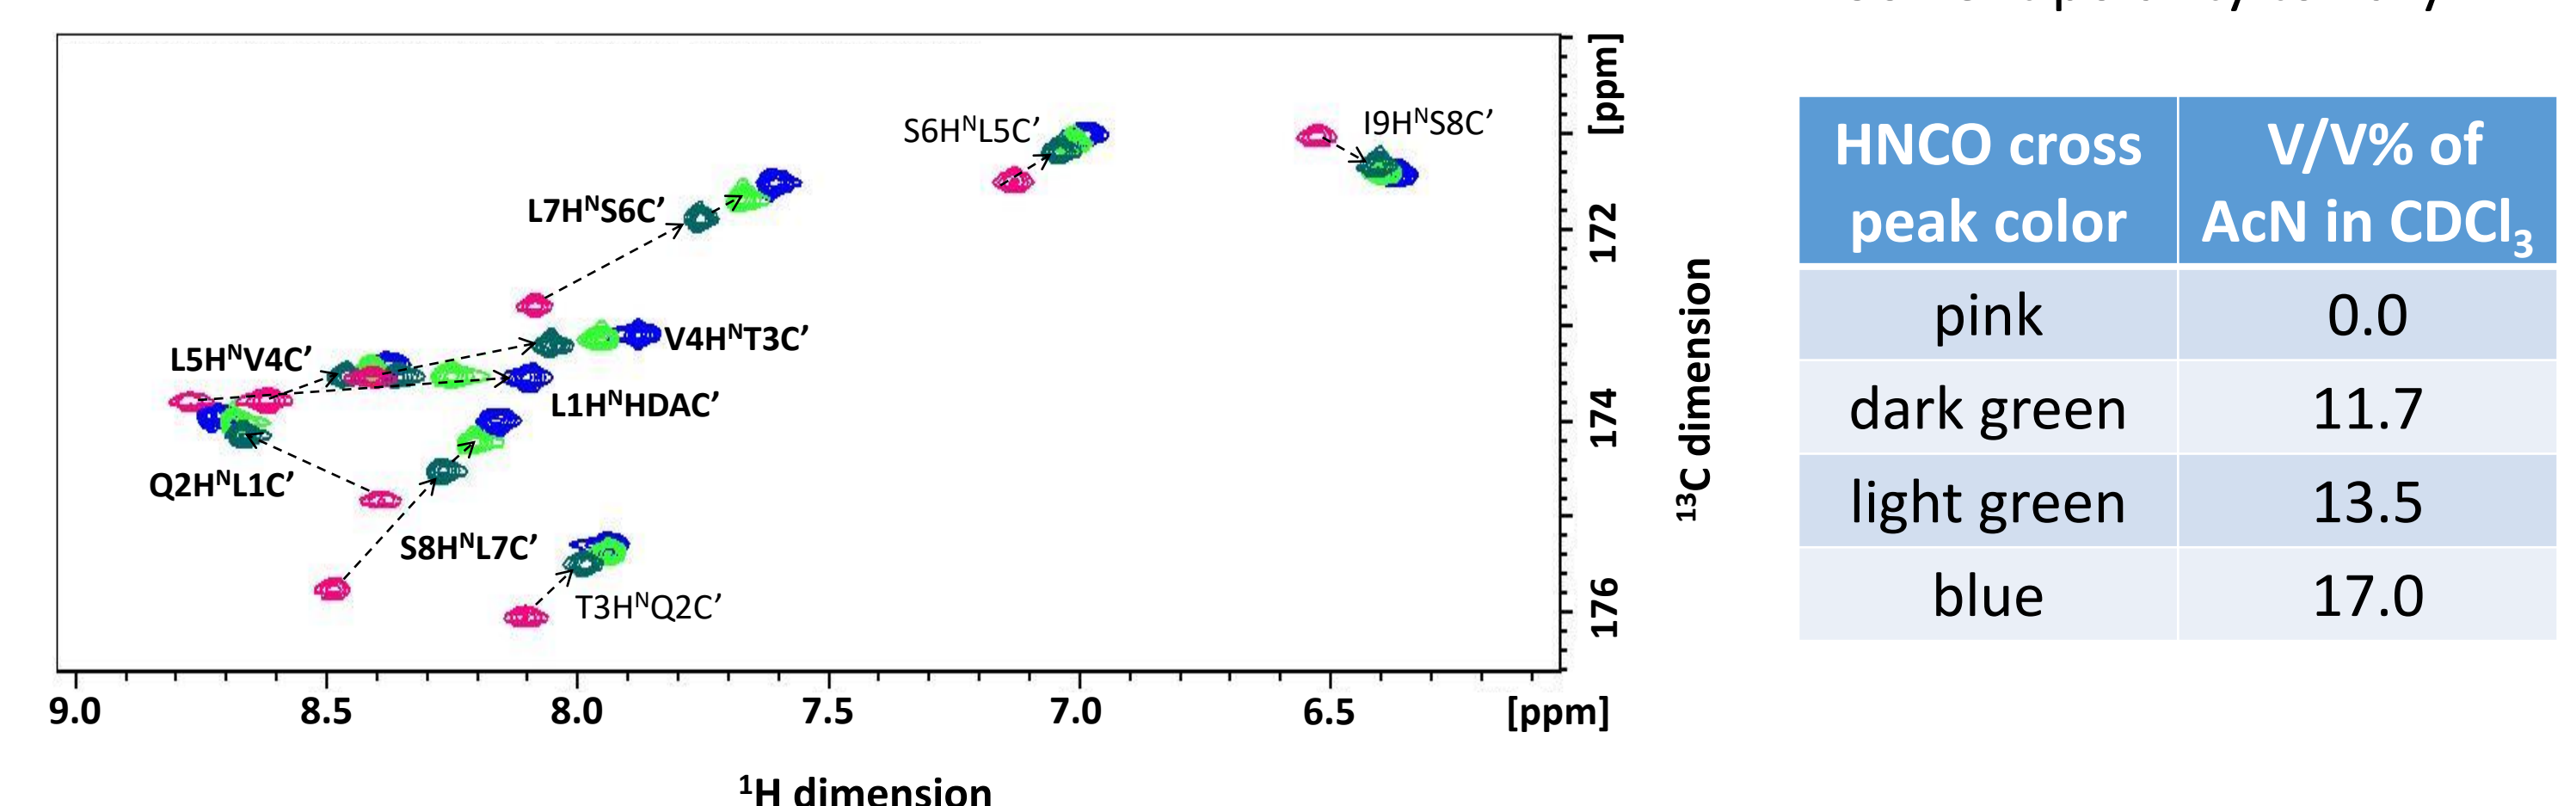 S6HᴺL5C’
I9HᴺS8C’
L7HᴺS6C’
V4HᴺT3C’
L5HᴺV4C’
L1HᴺHDAC’
Q2HᴺL1C’
S8HᴺL7C’
T3HᴺQ2C’
[ppm]
172
174
176
¹³C dimension
9.0 8.5 8.0 7.5 7.0 6.5 [ppm]
¹H dimension
HNCO cross peak color
V/V% of AcN in CDCl₃
pink 0.0
dark green 11.7
light green 13.5
blue 17.0